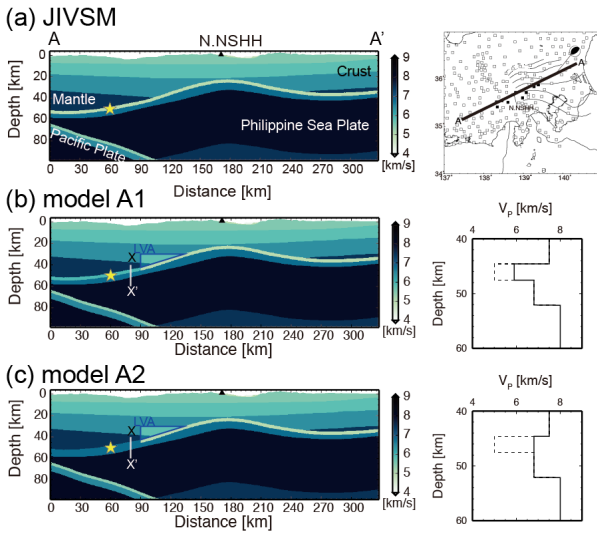 (a) JIVSM
A N.NSHH A'
0
20
40
60
80
Depth [km]
Crust
Mantle
Philippine Sea Plate
Pacific Plate
0 30 60 90 120 150 180 210 240 270 300
Distance [km]
9
8
7
6
5
4
[km/s]
36˚
35˚
34˚
137˚ 138˚ 139˚ 140˚
A'
A
N.NSHH
(b) model A1
0
20
40
60
80
Depth [km]
LVA
X
X'
0 30 60 90 120 150 180 210 240 270 300
Distance [km]
9
8
7
6
5
4
[km/s]
VP [km/s]
4 6 8
40
50
60
Depth [km]
(c) model A2
0
20
40
60
80
Depth [km]
LVA
X
X'
0 30 60 90 120 150 180 210 240 270 300
Distance [km]
9
8
7
6
5
4
[km/s]
VP [km/s]
4 6 8
40
50
60
Depth [km]